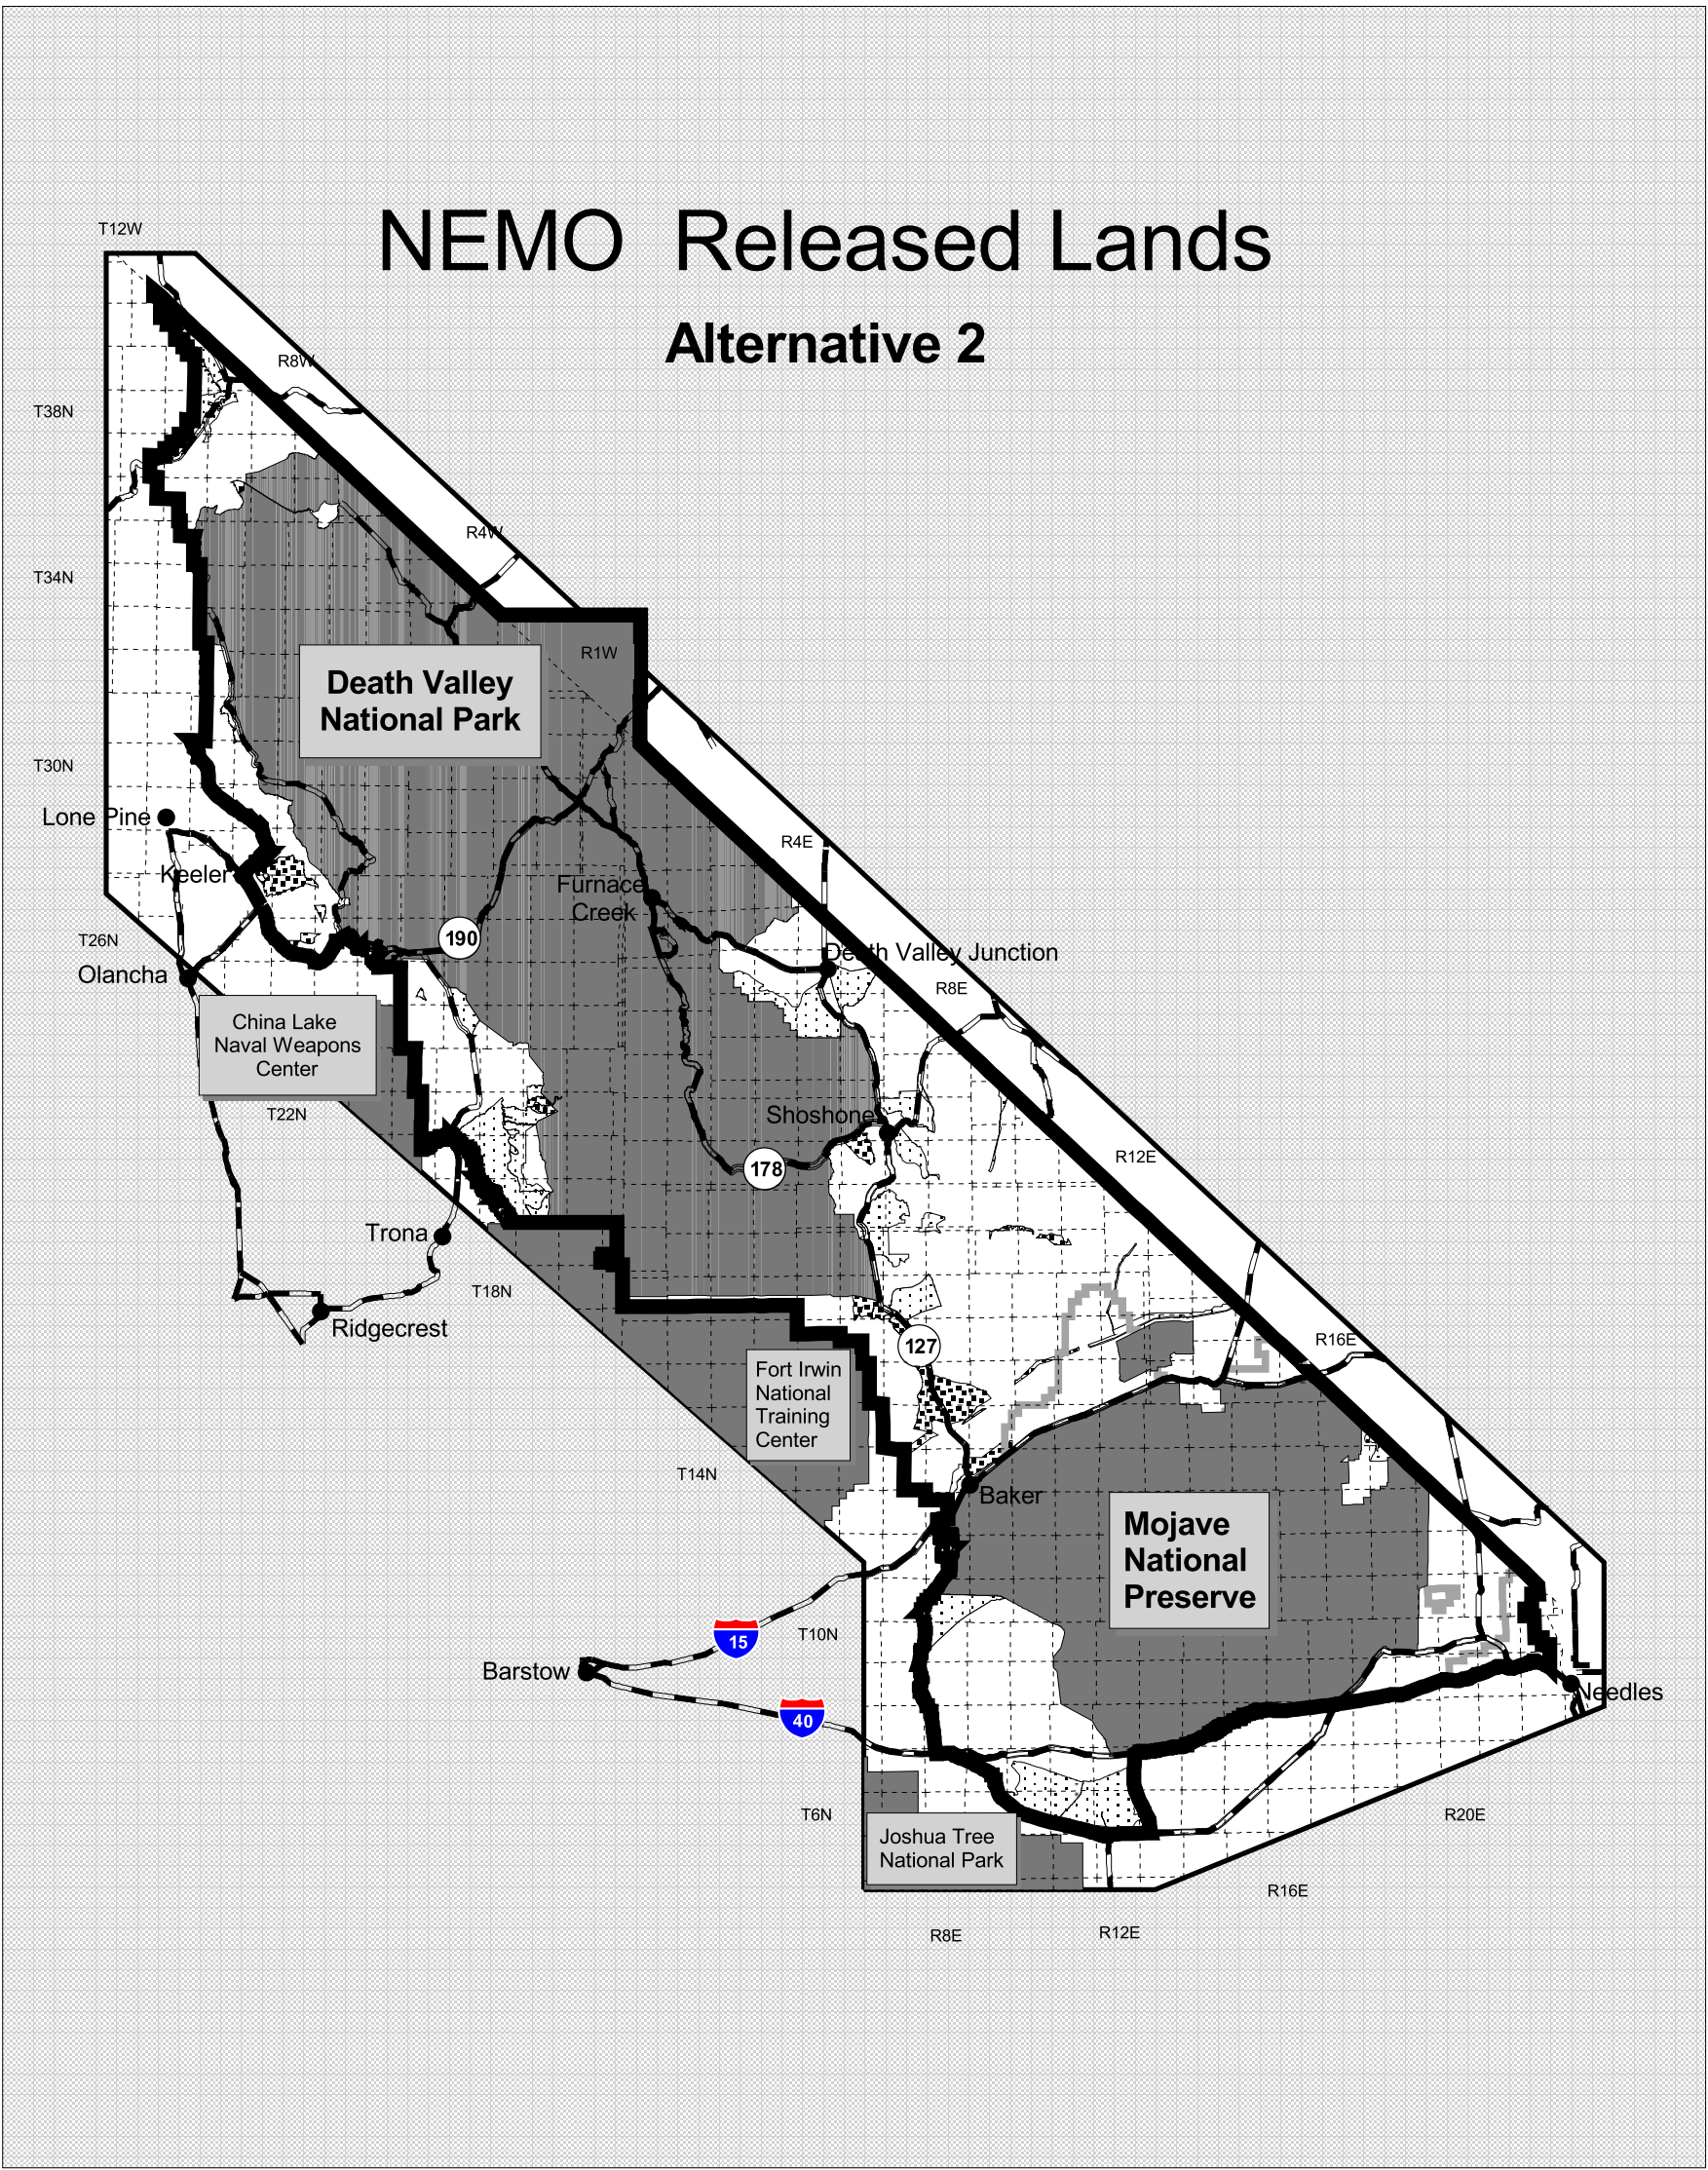 NEMO Released Lands
Alternative 2
T12W
R8W
T38N
R4W
T34N
R1W
Death Valley
National Park
T30N
Lone Pine
R4E
Keeler
Furnace
Creek
190
T26N
Death Valley Junction
Olancha
R8E
China Lake
Naval Weapons
Center
T22N
Shoshone
R12E
178
Trona
T18N
Ridgecrest
127
R16E
Fort Irwin
National
Training
Center
T14N
Baker
Mojave
National
Preserve
15
T10N
Barstow
Needles
40
T6N
R20E
Joshua Tree
National Park
R16E
R8E
R12E